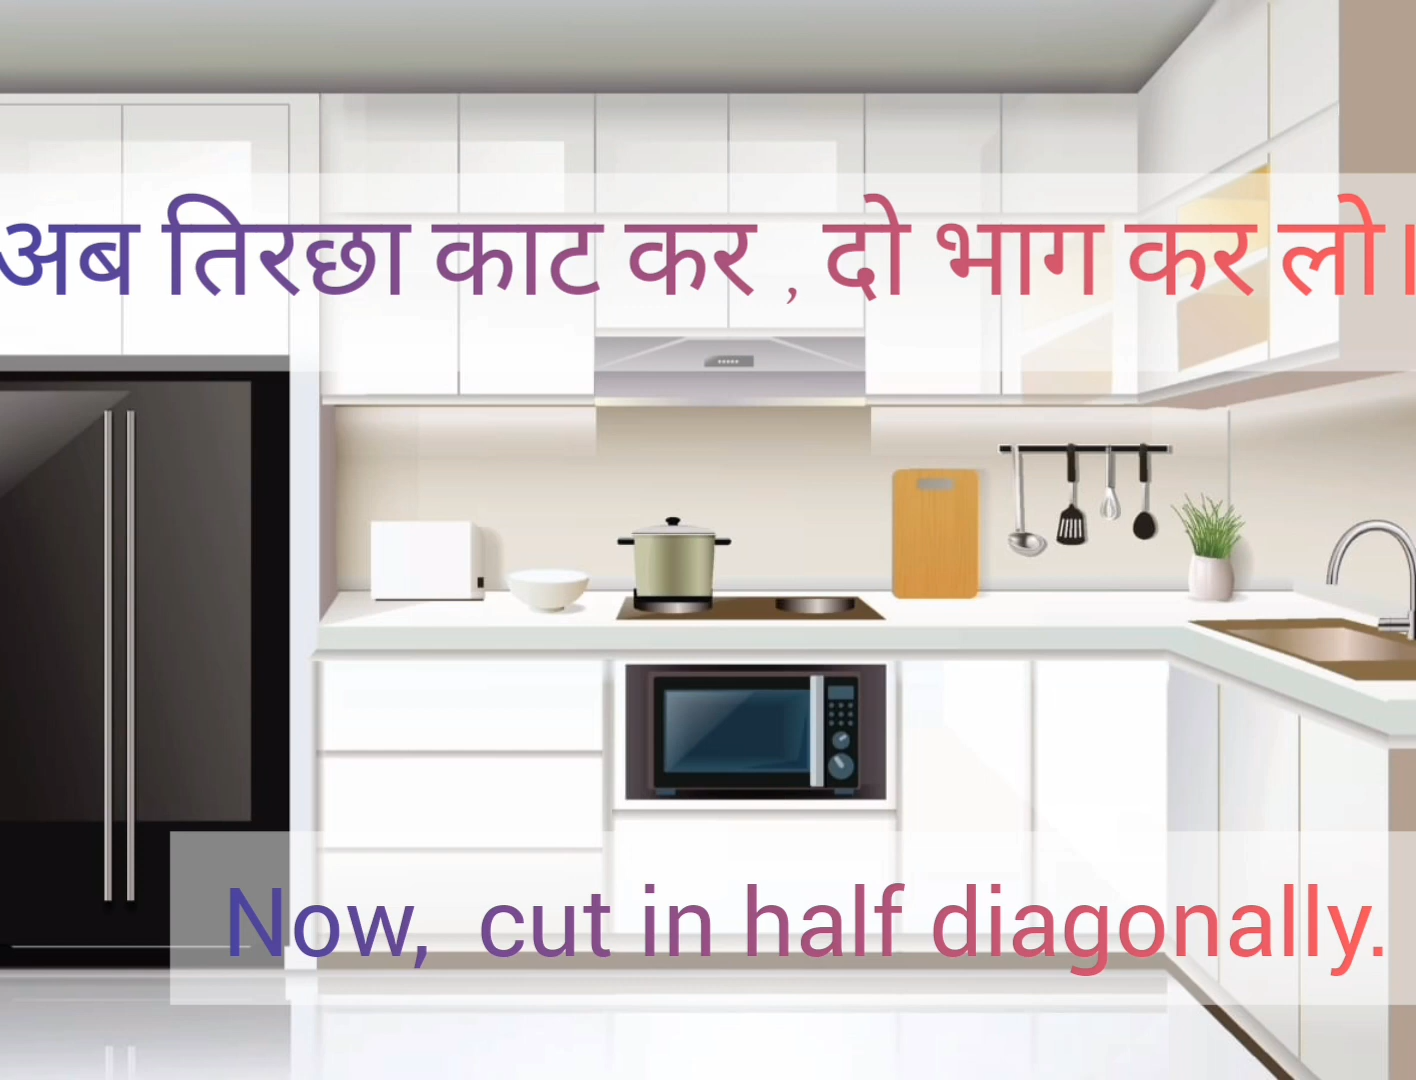 अब तिरछा काट कर , दो भाग कर लो।
Now, cut in half diagonally.